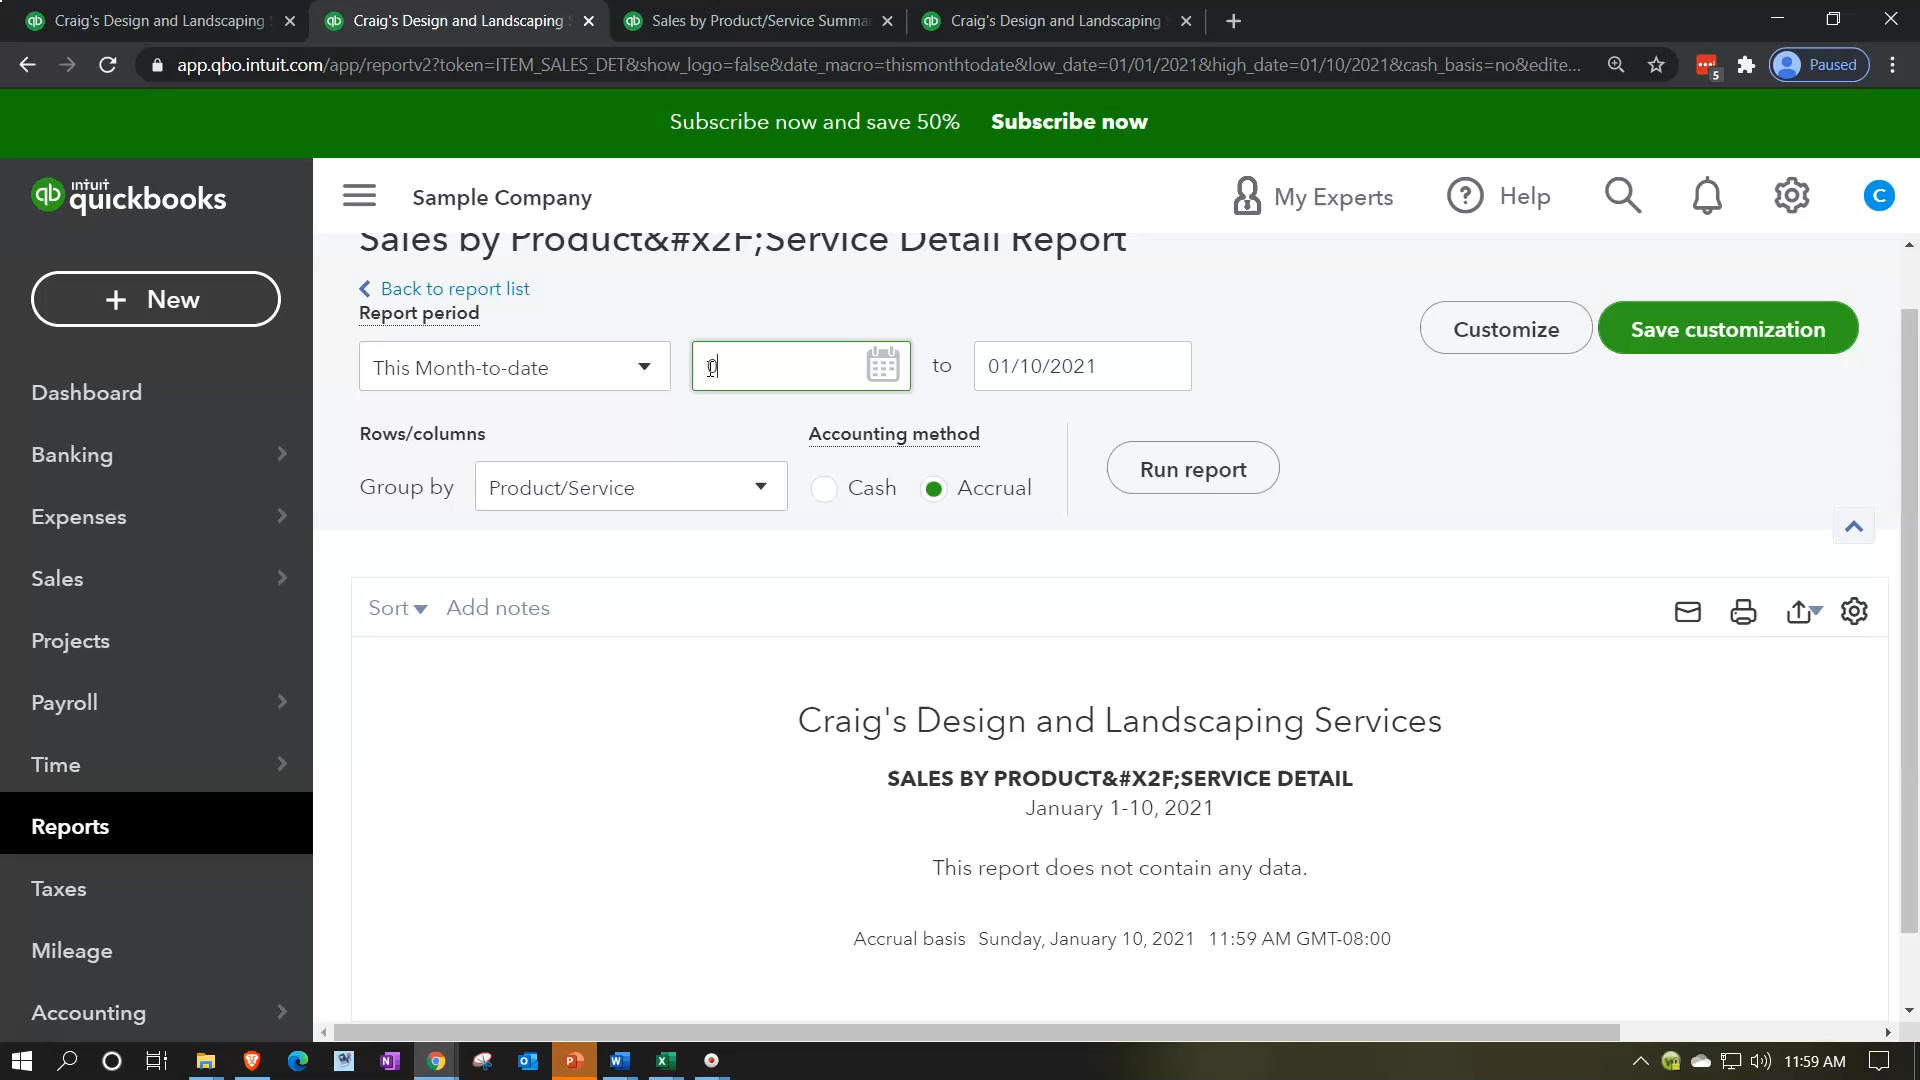 Craig's Design and Landscaping S
Craig's Design and Landscaping S
Sales by Product/Service Summa
Craig's Design and Landscaping
app.qbo.intuit.com/app/reportv2?token=ITEM_SALES_DET&show_logo=false&date_macro=thismonthtodate&low_date=01/01/2021&high_date=01/10/2021&cash_basis=no&edite...
5
Paused
Subscribe now and save 50% Subscribe now
intuit
quickbooks
Sample Company
My Experts
Help
C
Sales by Product&#x2F;Service Detail Report
Back to report list
Report period
This Month-to-date
0
to
01/10/2021
Customize
Save customization
Rows/columns
Accounting method
Group by
Product/Service
Cash
Accrual
Run report
+ New
Dashboard
Banking
Expenses
Sales
Projects
Payroll
Time
Reports
Taxes
Mileage
Accounting
Sort
Add notes
Craig's Design and Landscaping Services
SALES BY PRODUCT&#X2F;SERVICE DETAIL
January 1-10, 2021
This report does not contain any data.
Accrual basis Sunday, January 10, 2021 11:59 AM GMT-08:00
11:59 AM